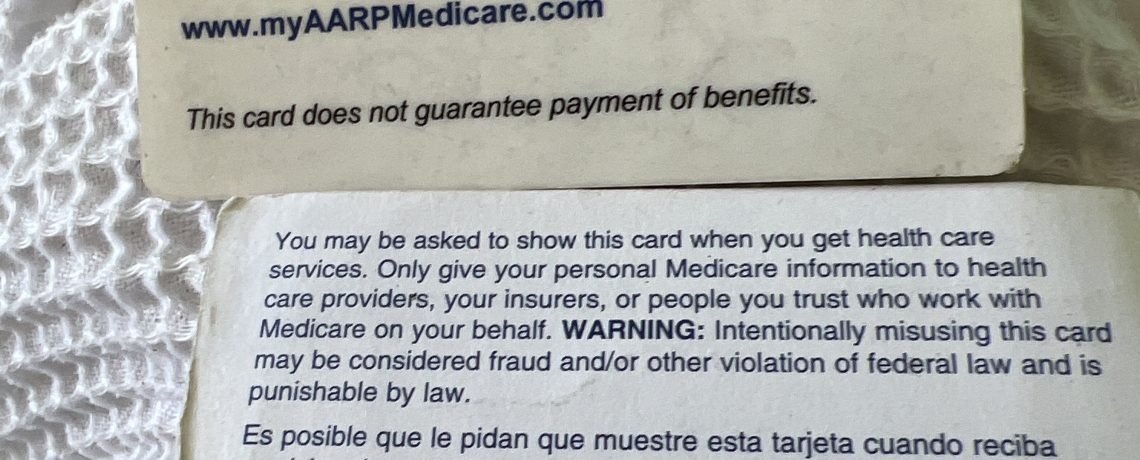 www.myAARPMedicare.com
This card does not guarantee payment of benefits.
You may be asked to show this card when you get health care
services. Only give your personal Medicare information to health
care providers, your insurers, or people you trust who work with
Medicare on your behalf. WARNING: Intentionally misusing this card
may be considered fraud and/or other violation of federal law and is
punishable by law.
Es posible que le pidan que muestre esta tarjeta cuando reciba